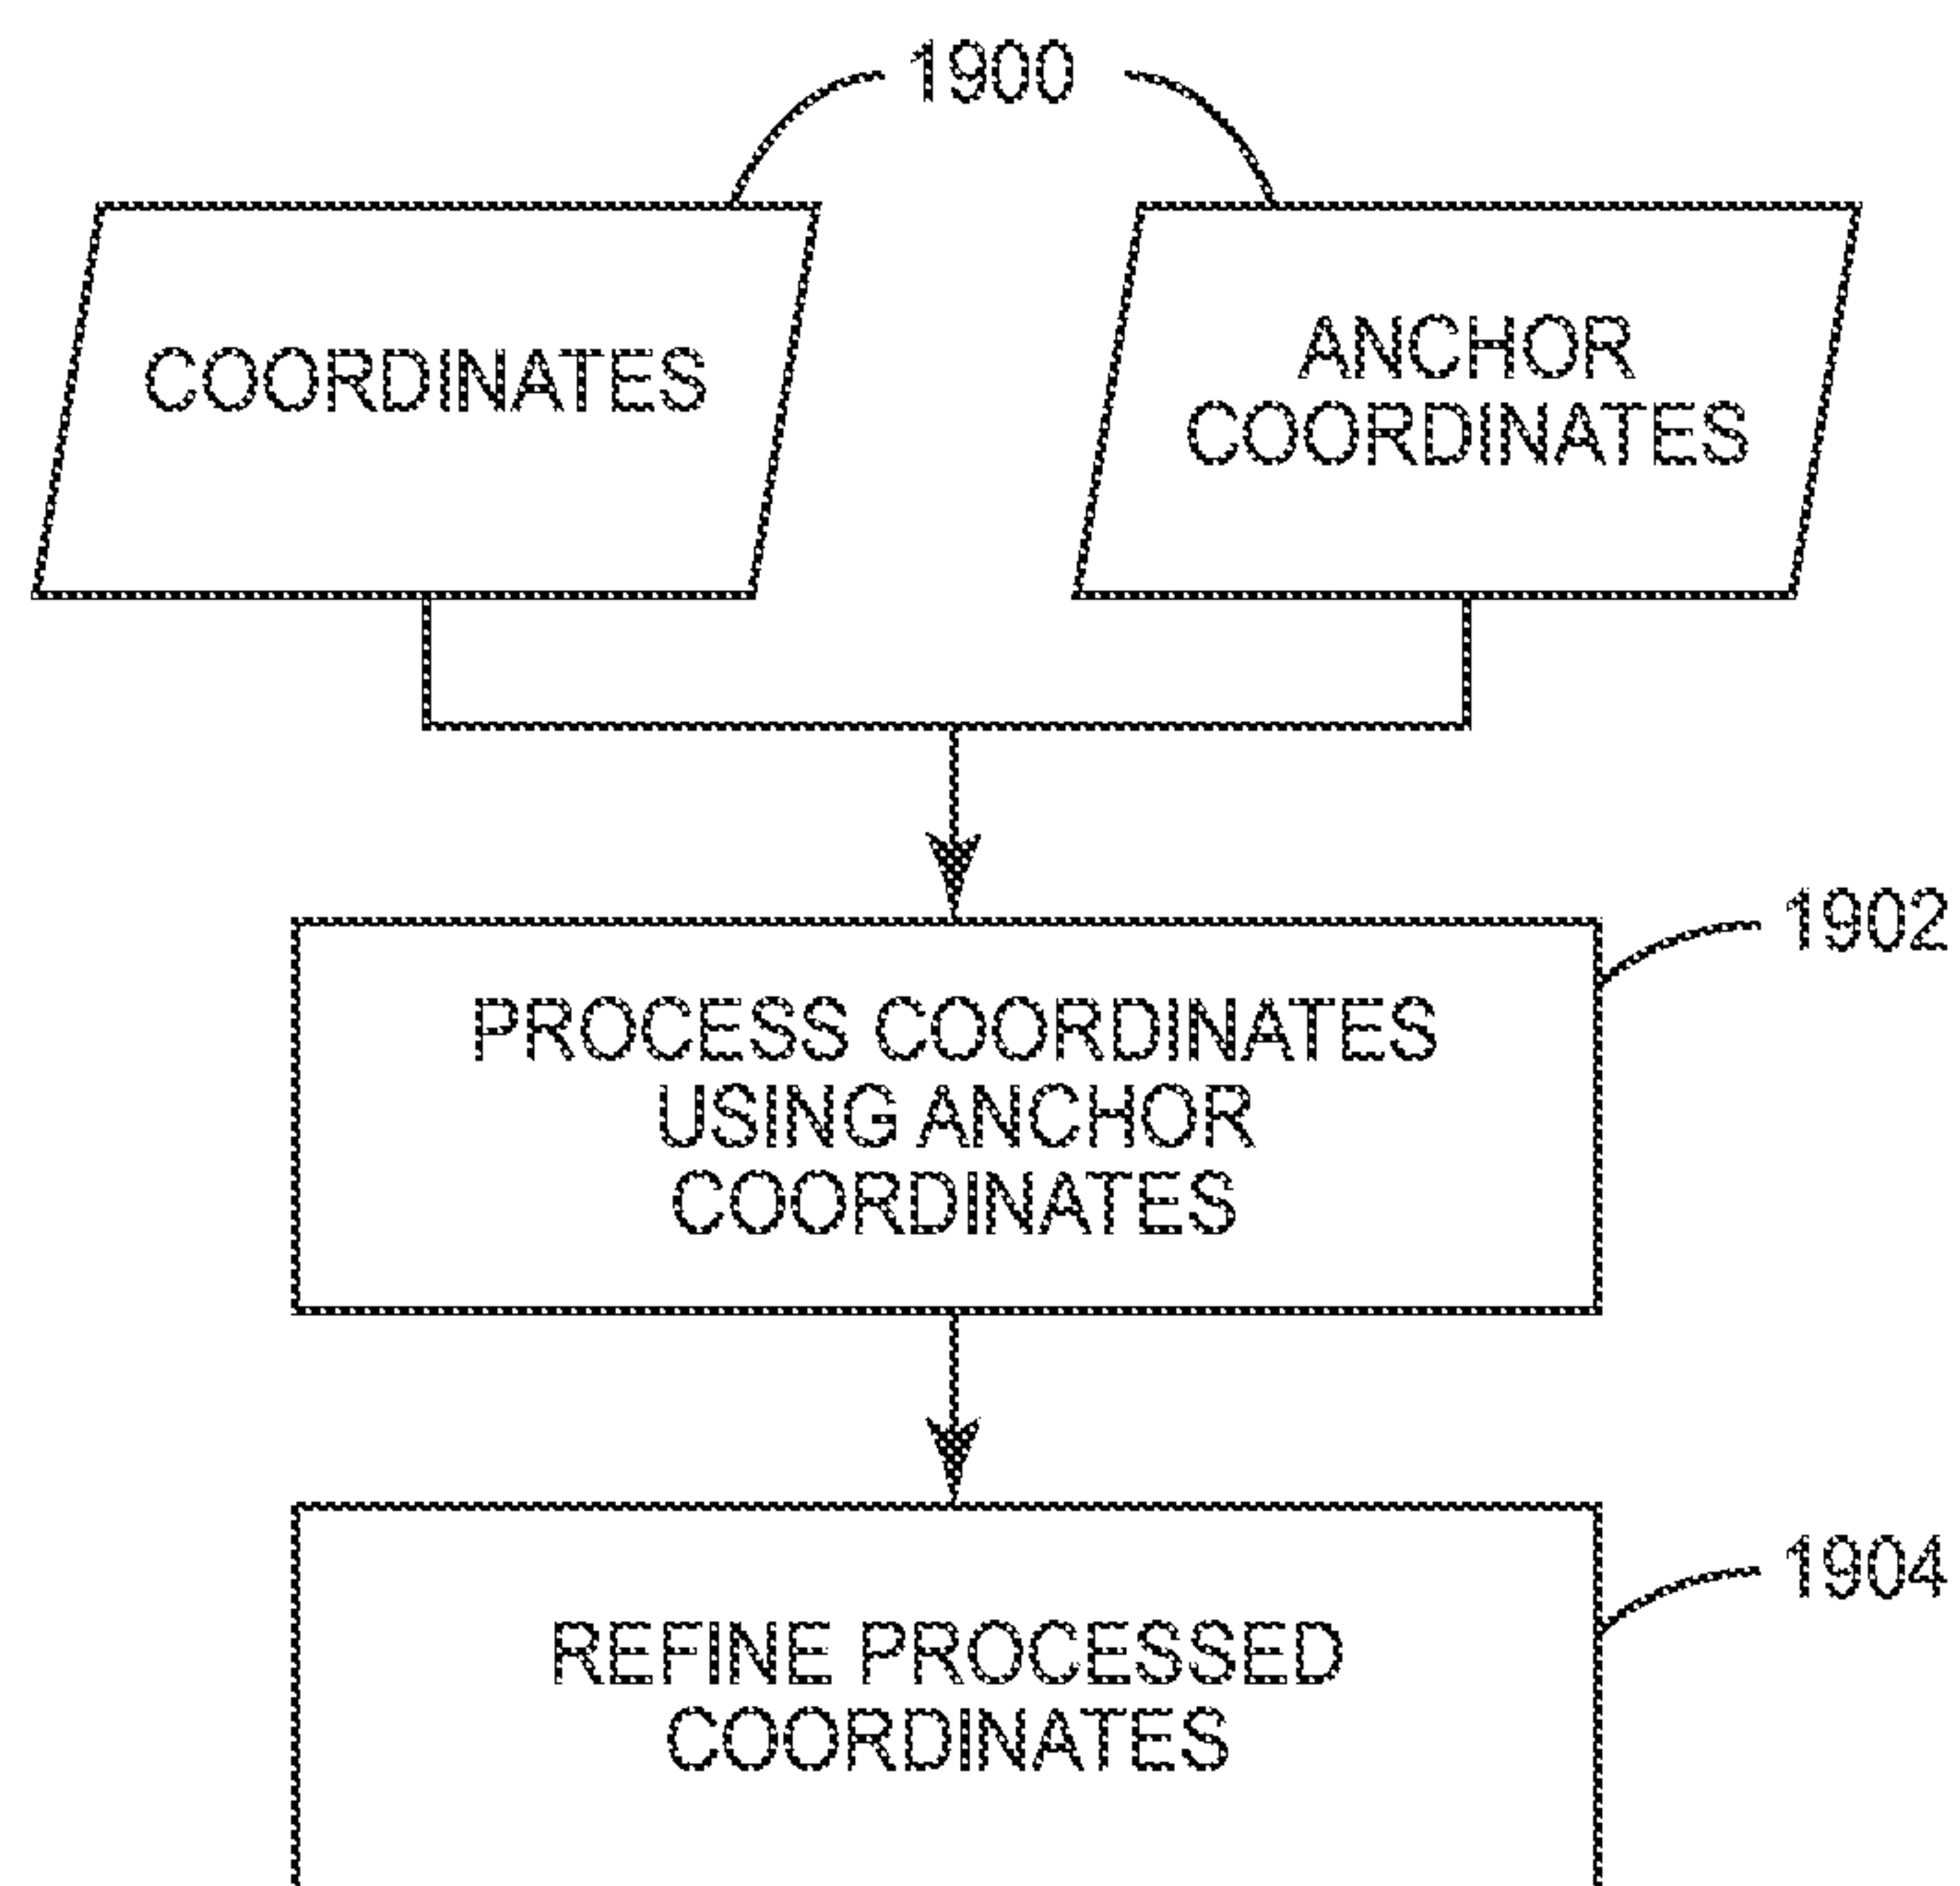 1900
COORDINATES
ANCHOR
COORDINATES
1902
PROCESS COORDINATES
USING ANCHOR
COORDINATES
1904
REFINE PROCESSED
COORDINATES